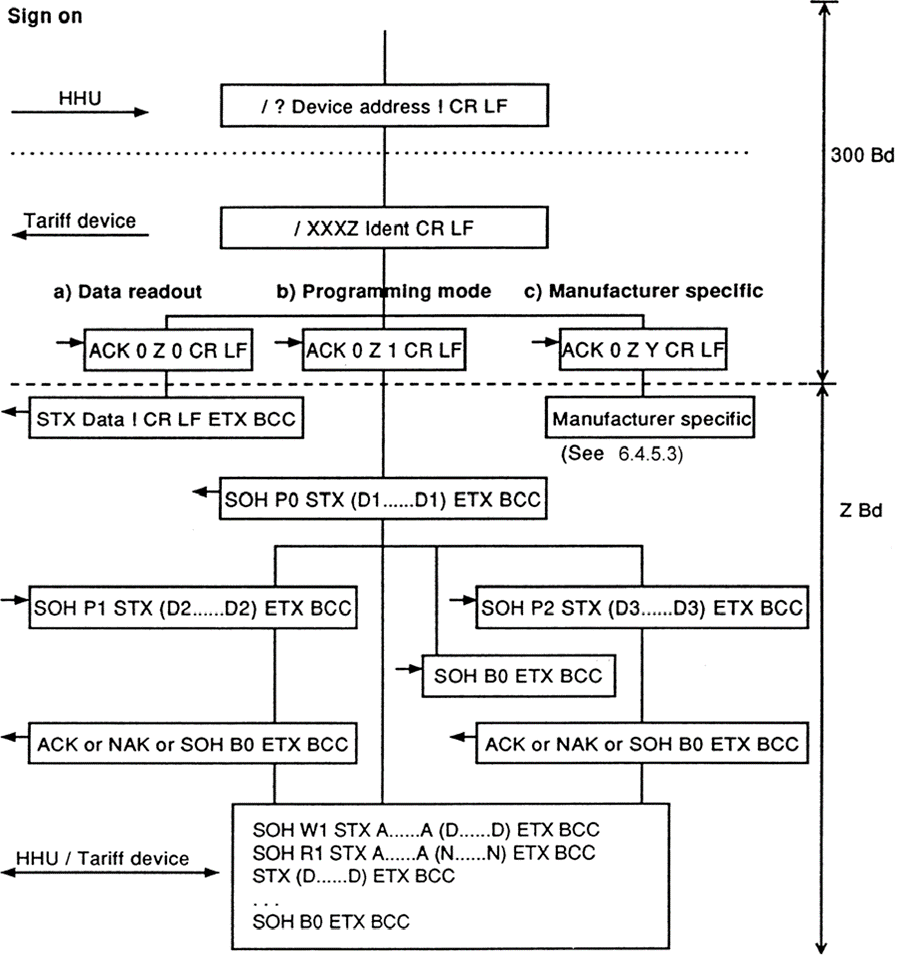 Sign on
HHU
/ ? Device address ! CR LF
300 Bd
Tariff device
/ XXXZ Ident CR LF
a) Data readout
b) Programming mode
c) Manufacturer specific
ACK 0 Z 0 CR LF
ACK 0 Z 1 CR LF
ACK 0 Z Y CR LF
STX Data ! CR LF ETX BCC
Manufacturer specific
(See 6.4.5.3)
SOH P0 STX (D1......D1) ETX BCC
Z Bd
SOH P1 STX (D2......D2) ETX BCC
SOH P2 STX (D3......D3) ETX BCC
SOH B0 ETX BCC
ACK or NAK or SOH B0 ETX BCC
ACK or NAK or SOH B0 ETX BCC
HHU / Tariff device
SOH W1 STX A......A (D......D) ETX BCC
SOH R1 STX A......A (N......N) ETX BCC
STX (D......D) ETX BCC
. . .
SOH B0 ETX BCC